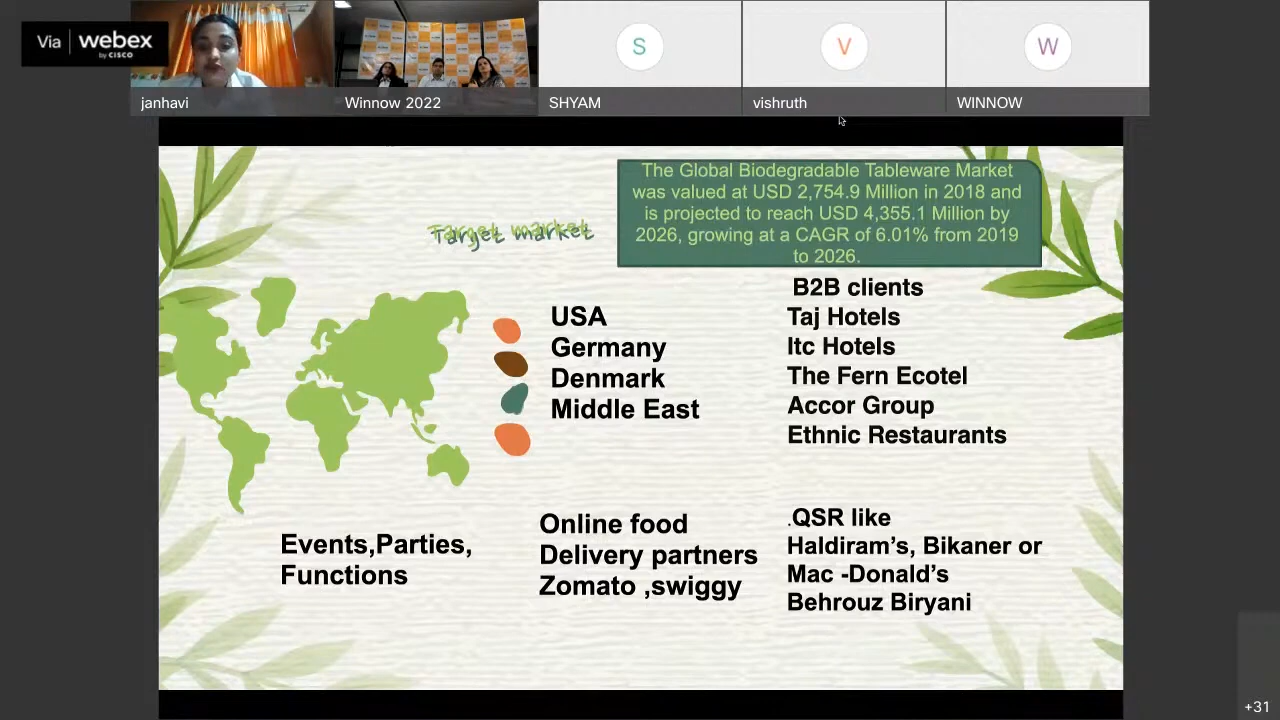 Via webex
by CISCO
janhavi
Winnow 2022
S
SHYAM
V
vishruth
W
WINNOW
The Global Biodegradable Tableware Market
was valued at USD 2,754.9 Million in 2018 and
is projected to reach USD 4,355.1 Million by
2026, growing at a CAGR of 6.01% from 2019
to 2026.
Target market
USA
Germany
Denmark
Middle East
B2B clients
Taj Hotels
Itc Hotels
The Fern Ecotel
Accor Group
Ethnic Restaurants
Events,Parties,
Functions
Online food
Delivery partners
Zomato ,swiggy
.QSR like
Haldiram’s, Bikaner or
Mac -Donald’s
Behrouz Biryani
+31